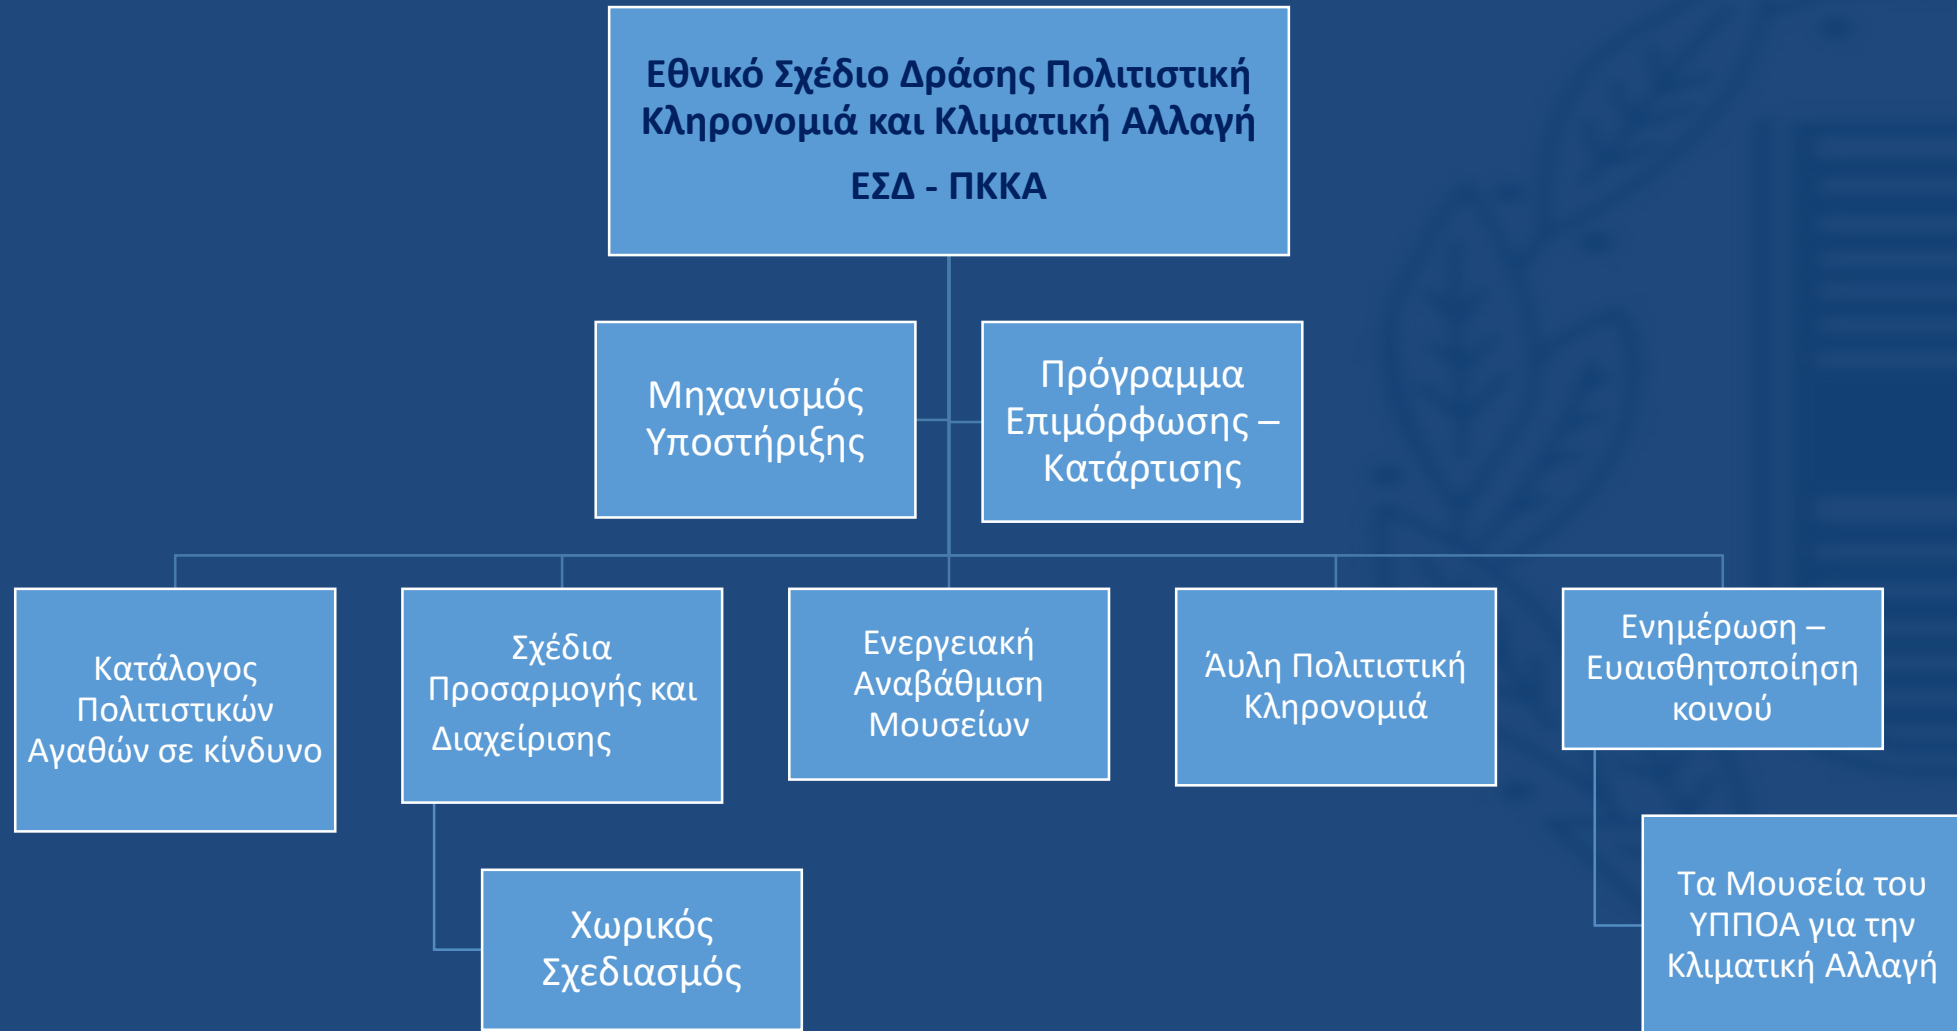 Εθνικό Σχέδιο Δράσης Πολιτιστική
Κληρονομιά και Κλιματική Αλλαγή
ΕΣΔ - ΠΚΚΑ
Μηχανισμός
Υποστήριξης
Πρόγραμμα
Επιμόρφωσης –
Κατάρτισης
Κατάλογος
Πολιτιστικών
Αγαθών σε κίνδυνο
Σχέδια
Προσαρμογής και
Διαχείρισης
Χωρικός
Σχεδιασμός
Ενεργειακή
Αναβάθμιση
Μουσείων
Άυλη Πολιτιστική
Κληρονομιά
Ενημέρωση –
Ευαισθητοποίηση
κοινού
Τα Μουσεία του
ΥΠΠΟΑ για την
Κλιματική Αλλαγή